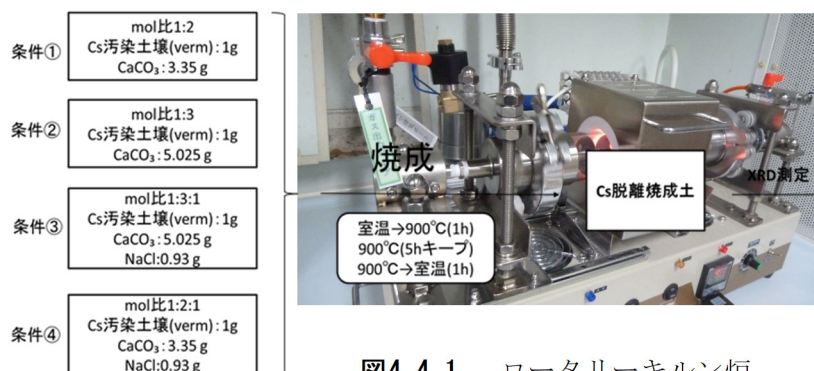 条件①
mol比1:2
Cs汚染土壌(verm):1g
CaCO₃:3.35 g
条件②
mol比1:3
Cs汚染土壌(verm):1g
CaCO₃:5.025 g
条件③
mol比1:3:1
Cs汚染土壌(verm):1g
CaCO₃:5.025 g
NaCl:0.93 g
条件④
mol比1:2:1
Cs汚染土壌(verm):1g
CaCO₃:3.35 g
NaCl:0.93 g
ガス出
焼成
室温→900℃(1h)
900℃(5hキープ)
900℃→室温(1h)
Cs脱離焼成土
XRD測定
図4.4.1 ロータリーキルン炉